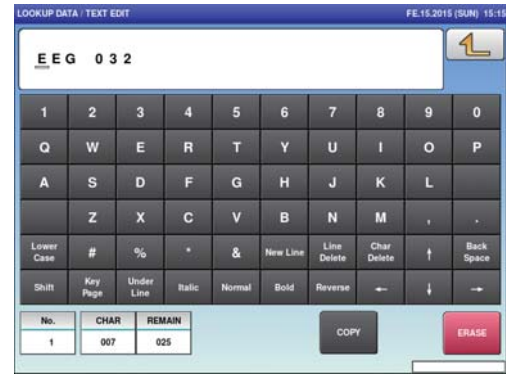 LOOKUP DATA / TEXT EDIT FE.15.2015 (SUN) 15:15
EEG 032
1 2 3 4 5 6 7 8 9 0
Q W E R T Y U I O P
A S D F G H J K L
Z X C V B N M , .
Lower Case # % * & New Line Line Delete Char Delete ↑ Back Space
Shift Key Page Under Line Italic Normal Bold Reverse ← ↓ →
No. CHAR REMAIN
1 007 025
COPY ERASE